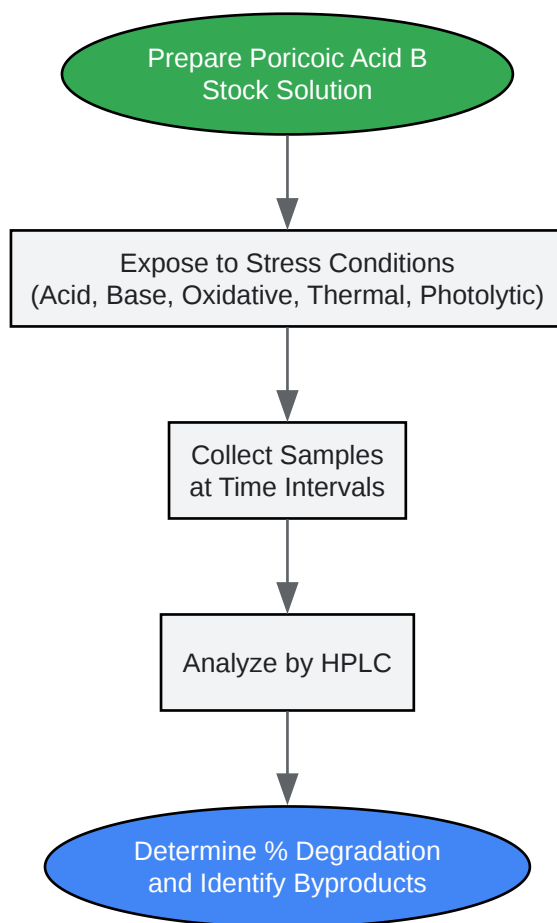 Prepare Poricoic Acid B
Stock Solution
Expose to Stress Conditions
(Acid, Base, Oxidative, Thermal, Photolytic)
Collect Samples
at Time Intervals
Analyze by HPLC
Determine % Degradation
and Identify Byproducts